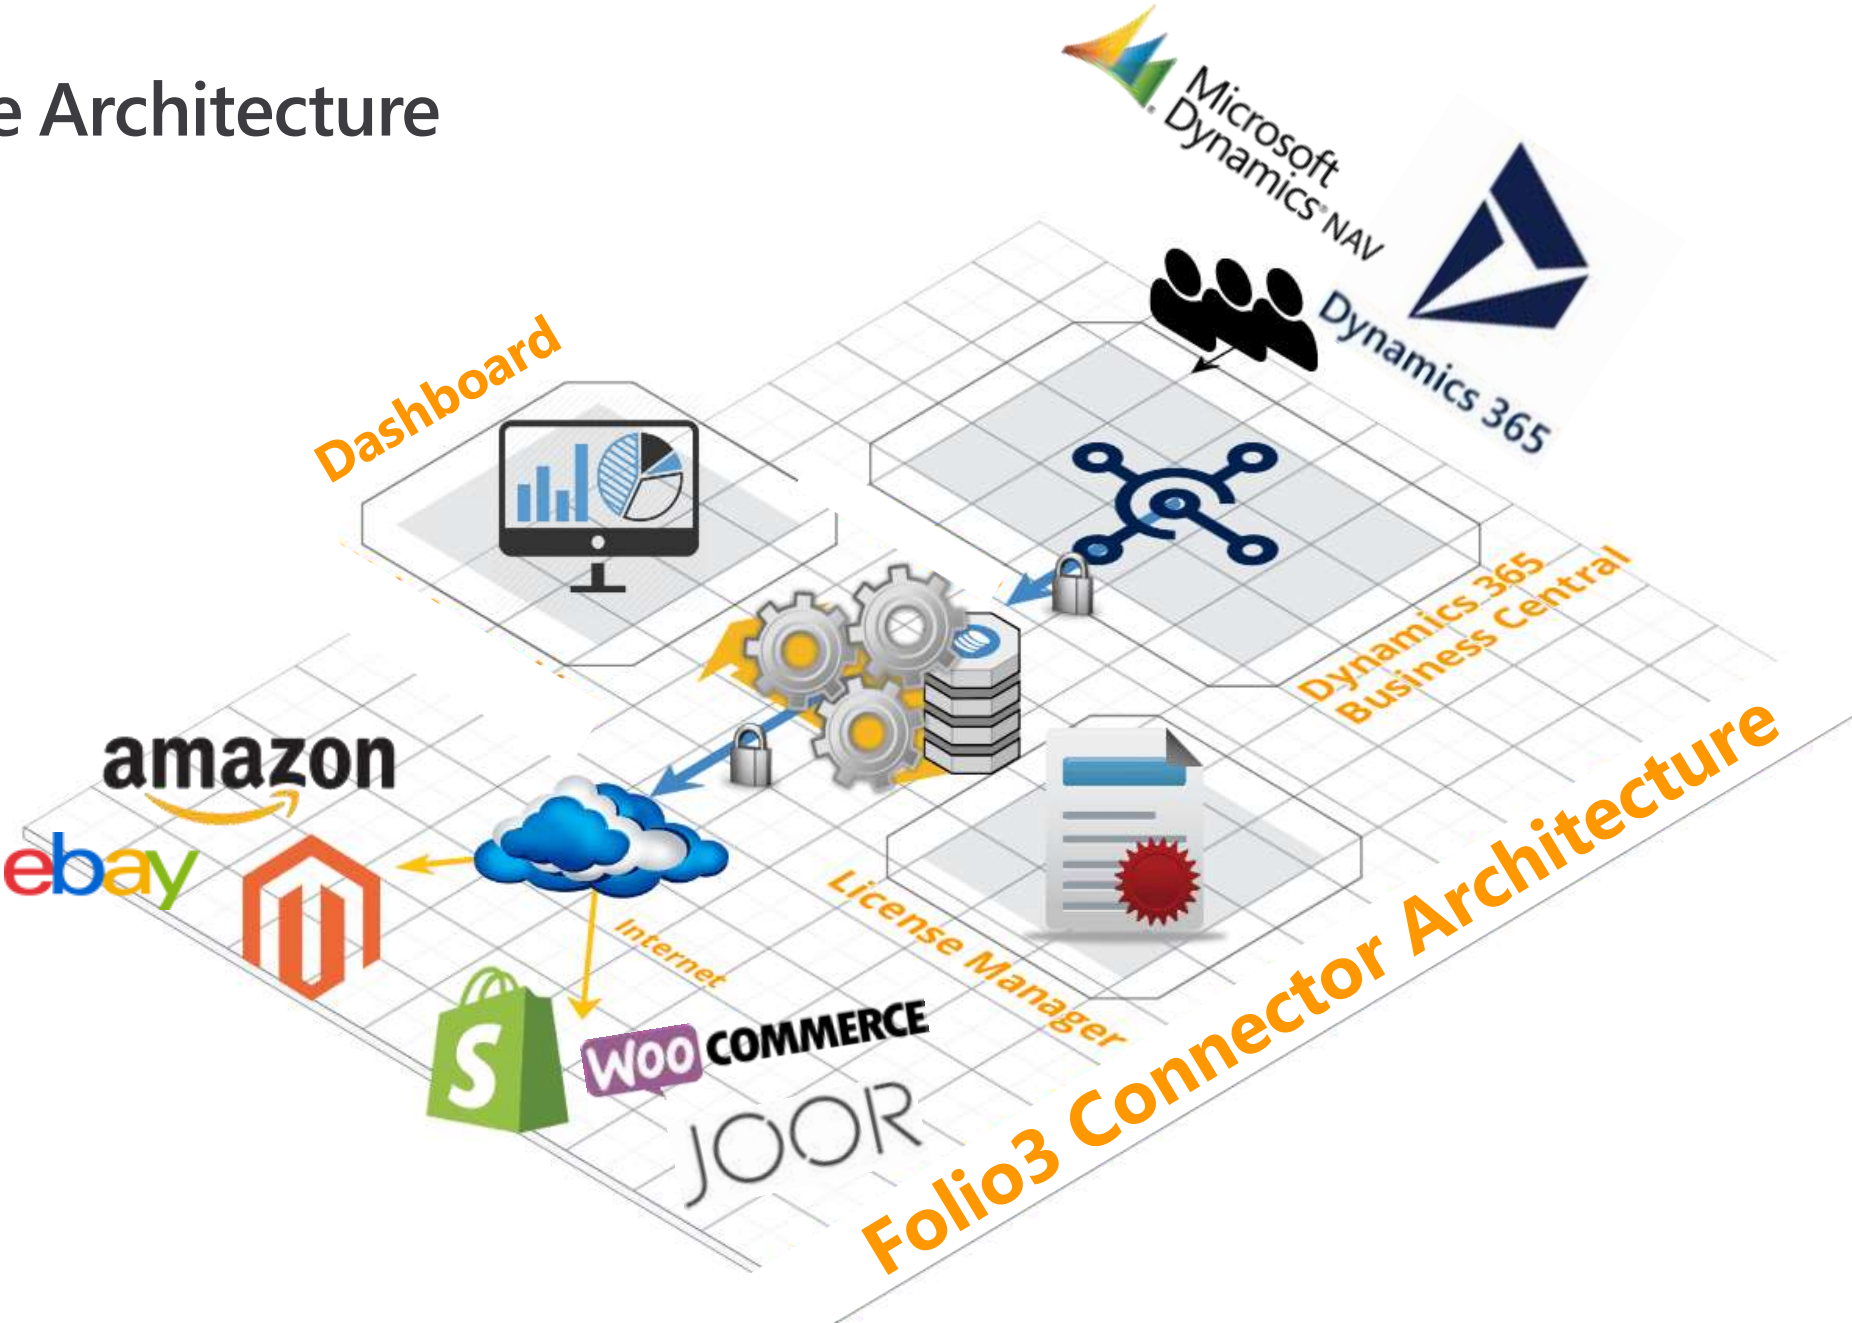 e Architecture
Microsoft
Dynamics® NAV
Dynamics 365
Dashboard
Dynamics 365
Business Central
amazon
ebay
License Manager
Internet
S
WOO COMMERCE
JOOR
Folio3 Connector Architecture